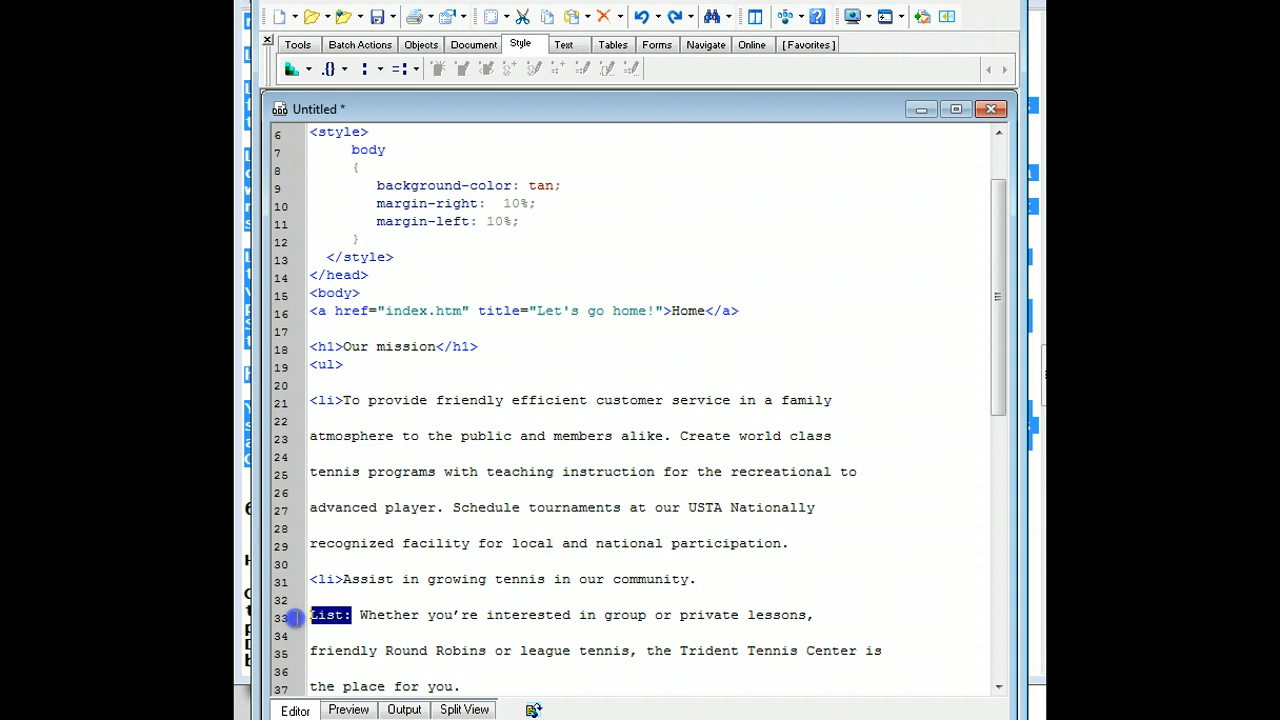 Tools Batch Actions Objects Document Style Text Tables Forms Navigate Online [Favorites]
Untitled *
6 <style>
7 body
8 {
9 background-color: tan;
10 margin-right: 10%;
11 margin-left: 10%;
12 }
13 </style>
14 </head>
15 <body>
16 <a href="index.htm" title="Let's go home!">Home</a>
17
18 <h1>Our mission</h1>
19 <ul>
20
21 <li>To provide friendly efficient customer service in a family
22
23 atmosphere to the public and members alike. Create world class
24
25 tennis programs with teaching instruction for the recreational to
26
27 advanced player. Schedule tournaments at our USTA Nationally
28
29 recognized facility for local and national participation.
30
31 <li>Assist in growing tennis in our community.
32
33 List: Whether you’re interested in group or private lessons,
34
35 friendly Round Robins or league tennis, the Trident Tennis Center is
36
37 the place for you.
Editor Preview Output Split View